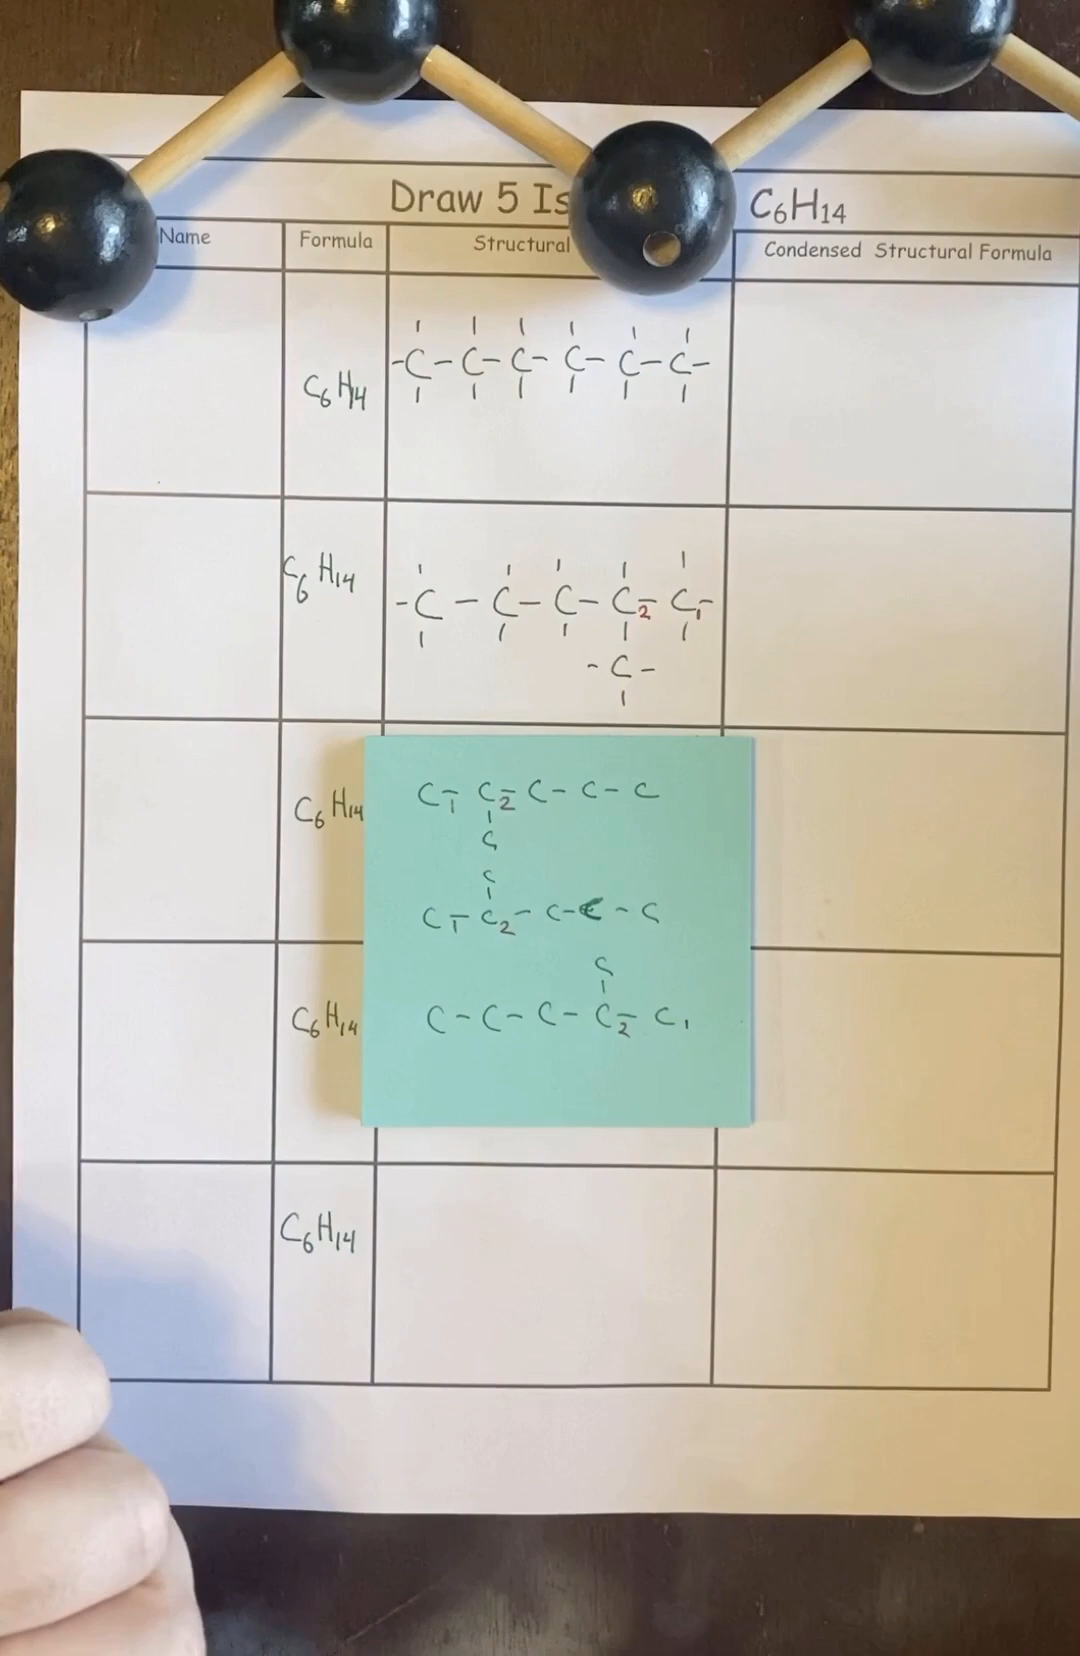 Draw 5 Is C₆H₁₄
Name Formula Structural Condensed Structural Formula
C₆H₁₄
-C-C-C-C-C-C-
C₆H₁₄
-C-C-C-C₂-C₁-
-C-
C₆H₁₄
C₁-C₂-C-C-C
C
C
C₁-C₂-C-C-C
C
C₆H₁₄
C-C-C-C₂-C₁
C₆H₁₄